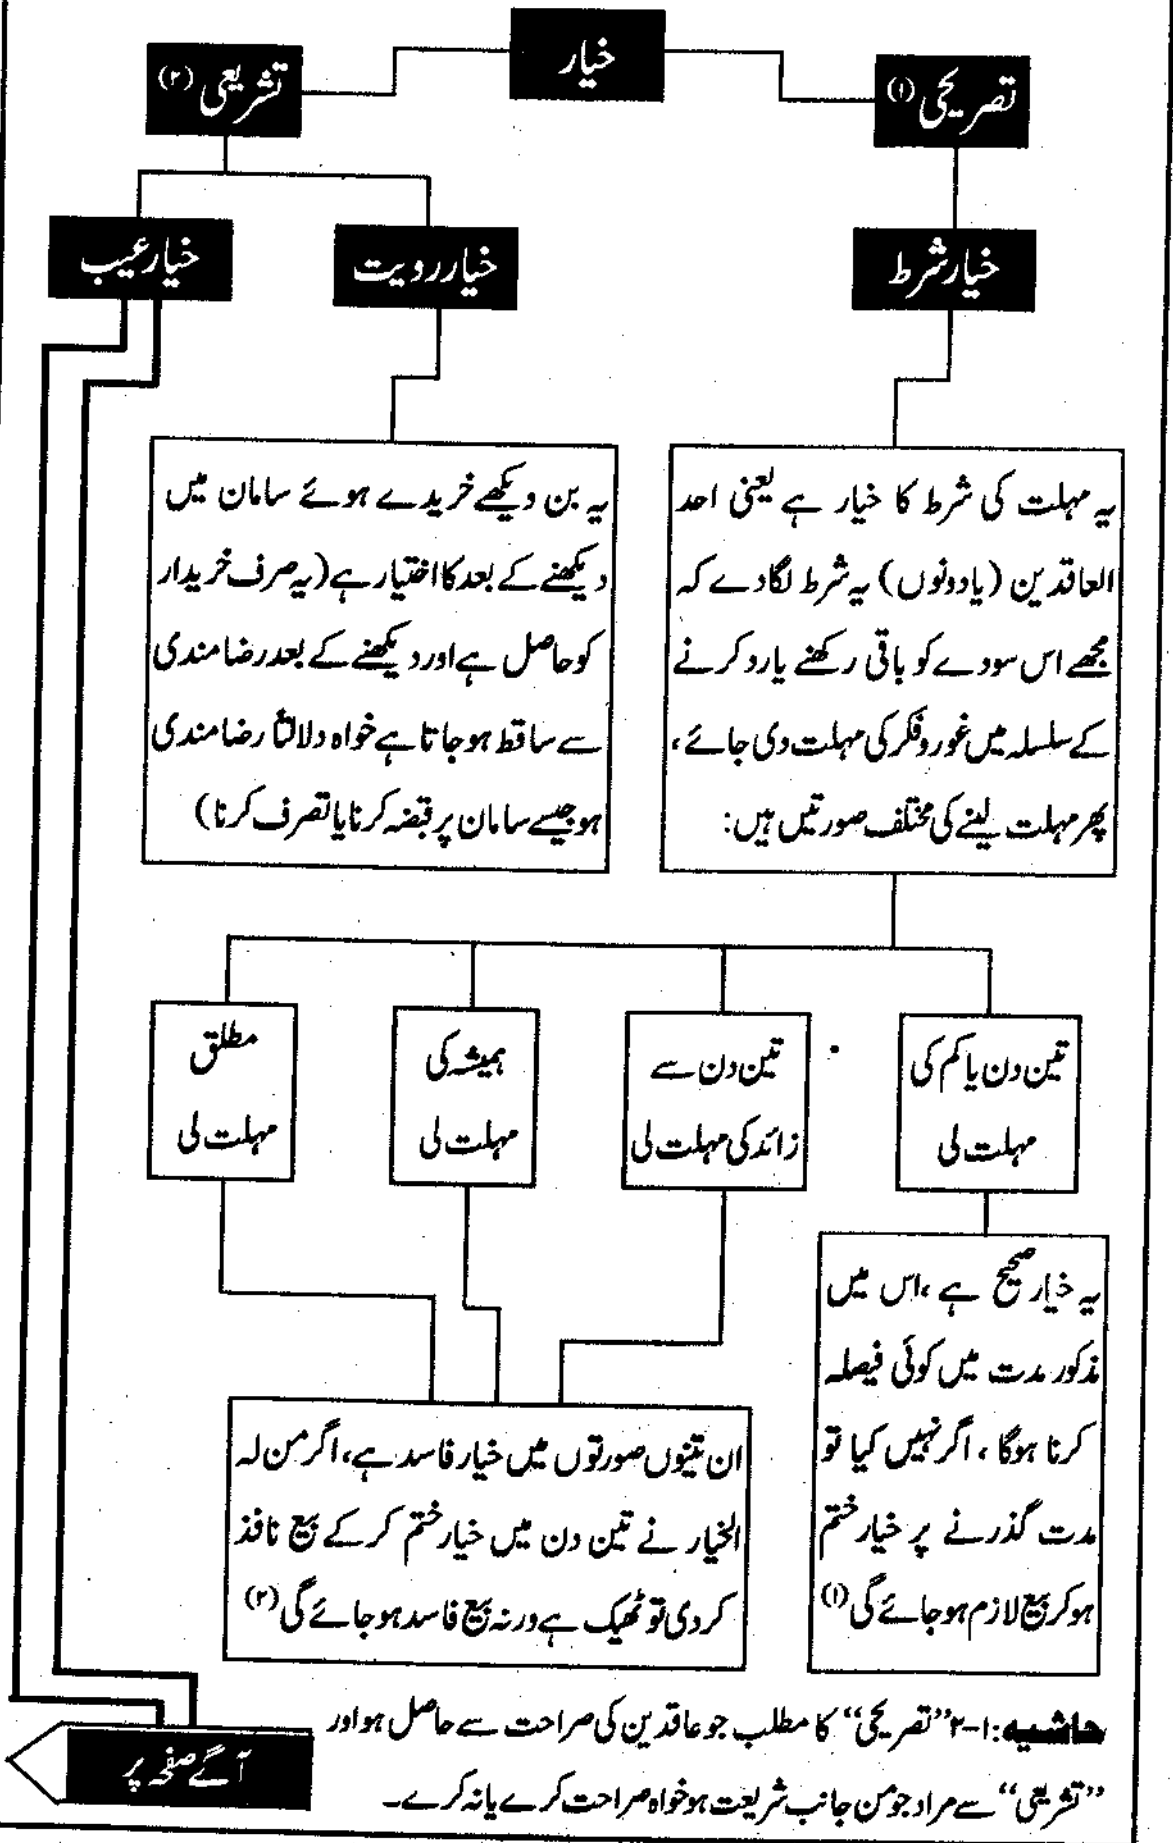 خیار
تصریحی (۱)
تشریعی (۲)
خیار شرط
خیار رویت
خیار عیب
یہ مہلت کی شرط کا خیار ہے یعنی احد
العاقدین (یا دونوں) یہ شرط لگا دے کہ
مجھے اس سودے کو باقی رکھنے یا رد کرنے
کے سلسلہ میں غور و فکر کی مہلت دی جائے،
پھر مہلت لینے کی مختلف صورتیں ہیں:
یہ بن دیکھے خریدے ہوئے سامان میں
دیکھنے کے بعد کا اختیار ہے (یہ صرف خریدار
کو حاصل ہے اور دیکھنے کے بعد رضامندی
سے ساقط ہو جاتا ہے خواہ دلالتاً رضامندی
ہو جیسے سامان پر قبضہ کرنا یا تصرف کرنا)
تین دن یا کم کی
مہلت لی
تین دن سے
زائد کی مہلت لی
ہمیشہ کی
مہلت لی
مطلق
مہلت لی
یہ خیار صحیح ہے، اس میں
مذکور مدت میں کوئی فیصلہ
کرنا ہوگا، اگر نہیں کیا تو
مدت گذرنے پر خیار ختم
ہو کر بیع لازم ہو جائے گی (۱)
ان تینوں صورتوں میں خیار فاسد ہے، اگر من لہ
الخیار نے تین دن میں خیار ختم کر کے بیع نافذ
کر دی تو ٹھیک ہے ورنہ بیع فاسد ہو جائے گی (۲)
حاشیہ: ۱-۲ ”تصریحی“ کا مطلب جو عاقدین کی صراحت سے حاصل ہو اور
”تشریعی“ سے مراد جو من جانب شریعت ہو خواہ صراحت کرے یا نہ کرے۔
آگے صفحہ پر